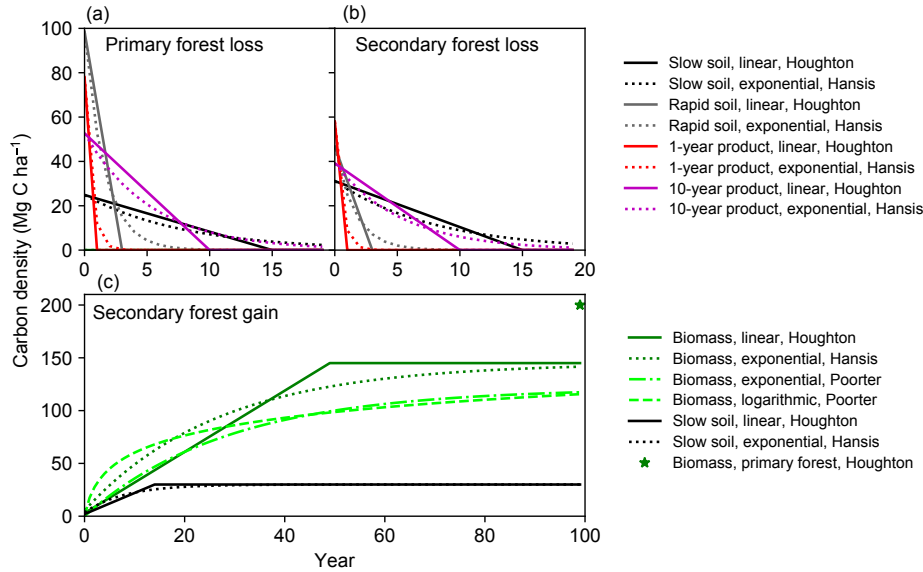 (a)
(b)
Primary forest loss
Secondary forest loss
100
80
60
40
20
0
0
5
10
15
0
5
10
15
20
Slow soil, linear, Houghton
Slow soil, exponential, Hansis
Rapid soil, linear, Houghton
Rapid soil, exponential, Hansis
1-year product, linear, Houghton
1-year product, exponential, Hansis
10-year product, linear, Houghton
10-year product, exponential, Hansis
Carbon density (Mg C ha⁻¹)
(c)
Secondary forest gain
200
150
100
50
0
0
20
40
60
80
100
Year
Biomass, linear, Houghton
Biomass, exponential, Hansis
Biomass, exponential, Poorter
Biomass, logarithmic, Poorter
Slow soil, linear, Houghton
Slow soil, exponential, Hansis
Biomass, primary forest, Houghton